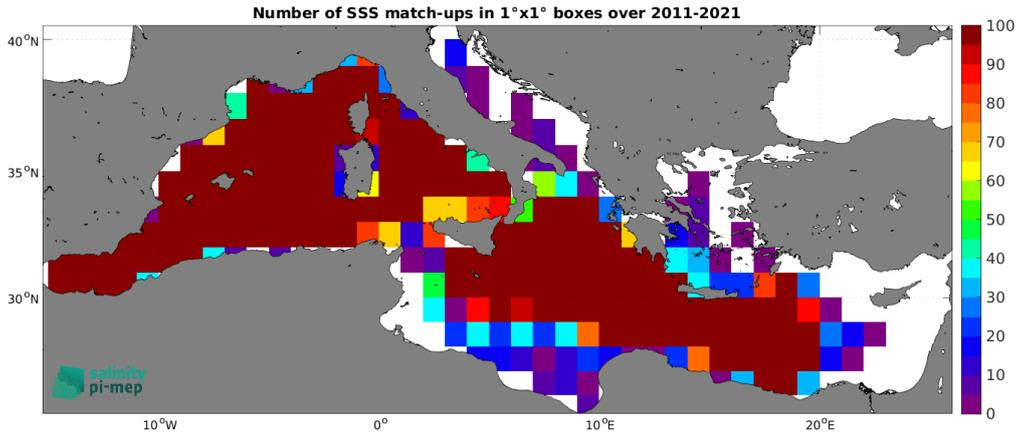 Number of SSS match-ups in 1°x1° boxes over 2011-2021
40°N
35°N
30°N
10°W
0°
10°E
20°E
100
90
80
70
60
50
40
30
20
10
0
salinity
pi-mep